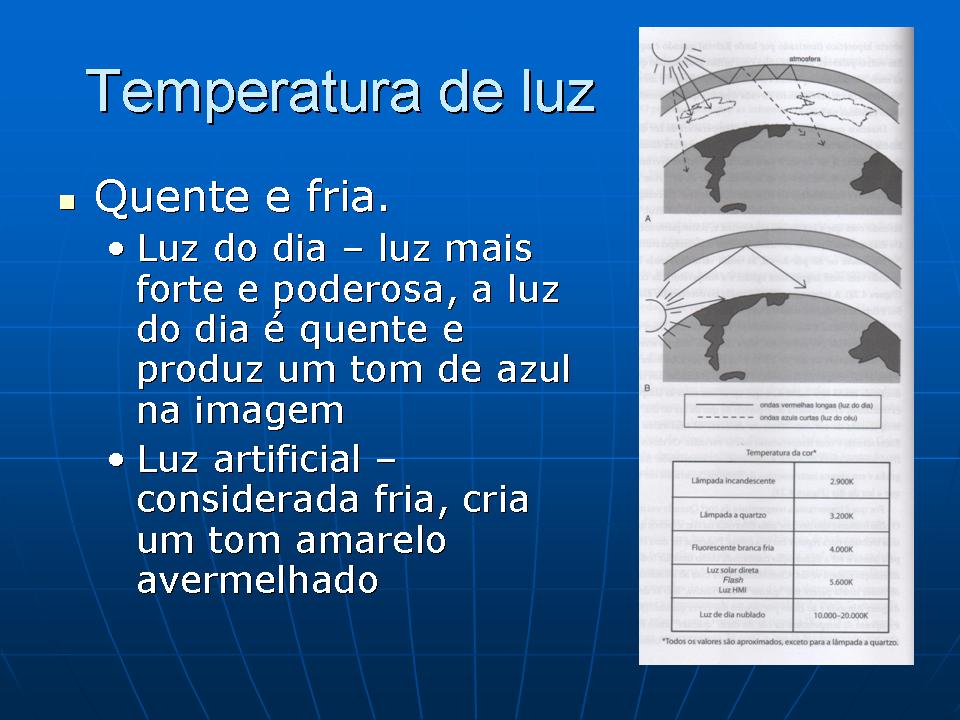 Temperatura de luz
Quente e fria.
• Luz do dia – luz mais
forte e poderosa, a luz
do dia é quente e
produz um tom de azul
na imagem
• Luz artificial –
considerada fria, cria
um tom amarelo
avermelhado
atmosfera
A
B
ondas vermelhas longas (luz do dia)
ondas azuis curtas (luz do céu)
Temperatura da cor*
Lâmpada incandescente 2.900K
Lâmpada a quartzo 3.200K
Fluorescente branca fria 4.000K
Luz solar direta
Flash 5.600K
Luz HMI
Luz de dia nublado 10.000–20.000K
*Todos os valores são aproximados, exceto para a lâmpada a quartzo.